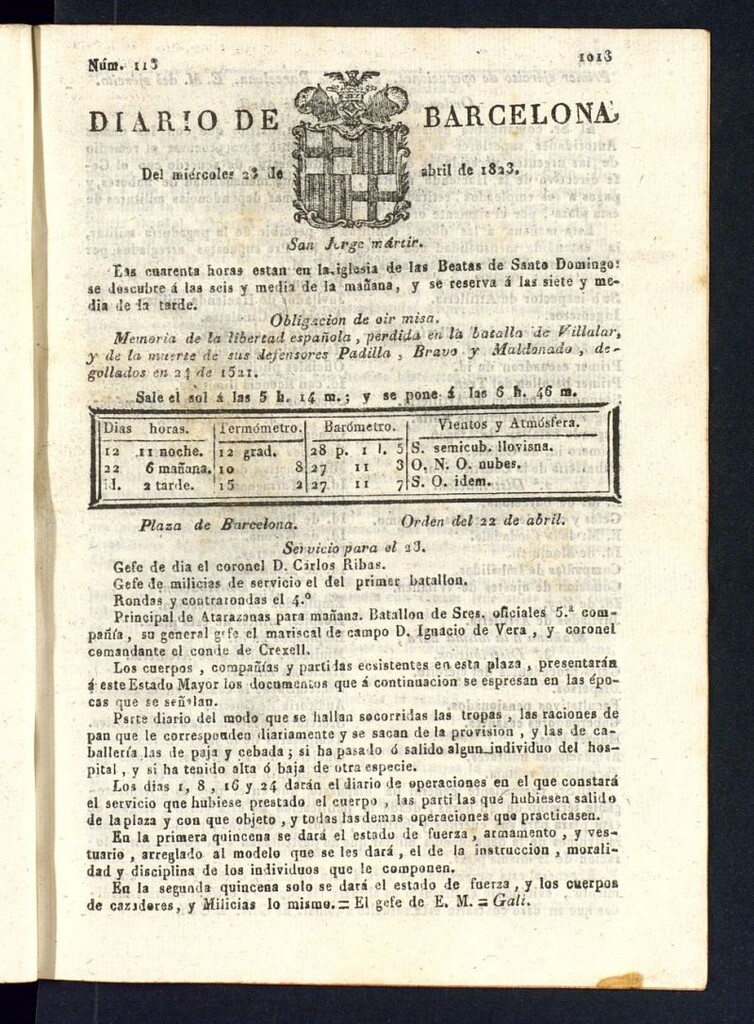 Núm. 113
1013
DIARIO DE BARCELONA,
Del miércoles 23 de abril de 1823.
San Jorge mártir.
Las cuarenta horas estan en la iglesia de las Beatas de Santo Domingo:
se descubre á las seis y media de la mañana, y se reserva á las siete y me-
dia de la tarde.
Obligacion de oir misa.
Memoria de la libertad española, perdida en la batalla de Villalar,
y de la muerte de sus defensores Padilla, Bravo y Maldonado, de-
gollados en 24 de 1521.
Sale el sol á las 5 h. 14 m.; y se pone á las 6 h. 46 m.
Dias horas. Termómetro. Barómetro. Vientos y Atmósfera.
12 11 noche. 12 grad. 28 p. 1 l. 5 S. semicub. llovisna.
22 6 mañana. 10 8 27 11 3 O. N. O. nubes.
id. 2 tarde. 15 2 27 11 7 S. O. idem.
Plaza de Barcelona. Orden del 22 de abril.
Servicio para el 23.
Gefe de dia el coronel D. Cárlos Ribas.
Gefe de milicias de servicio el del primer batallon.
Rondas y contrarondas el 4.º
Principal de Atarazanas para mañana. Batallon de Sres. oficiales 5.ª com-
pañía, su general gefe el mariscal de campo D. Ignacio de Vera, y coronel
comandante el conde de Crexell.
Los cuerpos, compañías y partidas ecsistentes en esta plaza, presentarán
á este Estado Mayor los documentos que á continuacion se espresan en las épo-
cas que se señalan.
Parte diario del modo que se hallan socorridas las tropas, las raciones de
pan que le corresponden diariamente y se sacan de la provision, y las de ca-
ballería las de paja y cebada; si ha pasado ó salido algun individuo del hos-
pital, y si ha tenido alta ó baja de otra especie.
Los dias 1, 8, 16 y 24 darán el diario de operaciones en el que constará
el servicio que hubiese prestado el cuerpo, las partidas que hubiesen salido
de la plaza y con que objeto, y todas las demas operaciones que practicasen.
En la primera quincena se dará el estado de fuerza, armamento, y ves-
tuario, arreglado al modelo que se les dará, el de la instruccion, morali-
dad y disciplina de los individuos que le componen.
En la segunda quincena solo se dará el estado de fuerza, y los cuerpos
de cazadores, y Milicias lo mismo. = El gefe de E. M. = Gali.